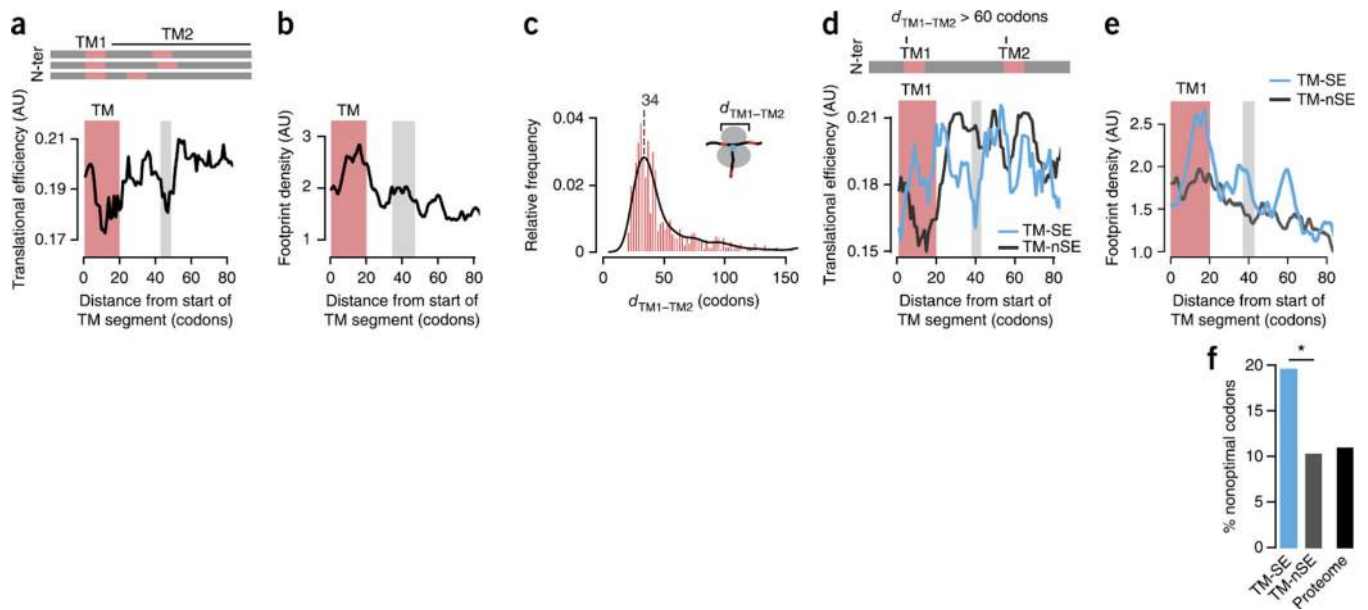 a
TM1
TM2
N-ter
TM
Translational efficiency (AU)
0.21
0.19
0.17
0 20 40 60 80
Distance from start of
TM segment (codons)
b
TM
Footprint density (AU)
3
2
1
0 20 40 60 80
Distance from start of
TM segment (codons)
c
34
dTM1–TM2
Relative frequency
0.04
0.02
0
0 50 100 150
dTM1–TM2 (codons)
d
dTM1–TM2 > 60 codons
TM1
TM2
N-ter
TM1
Translational efficiency (AU)
0.21
0.18
0.15
TM-SE
TM-nSE
0 20 40 60 80
Distance from start of
TM segment (codons)
e
TM-SE
TM-nSE
TM1
Footprint density (AU)
2.5
2.0
1.5
1.0
0 20 40 60 80
Distance from start of
TM segment (codons)
f
*
% nonoptimal codons
20
15
10
5
0
TM-SE
TM-nSE
Proteome